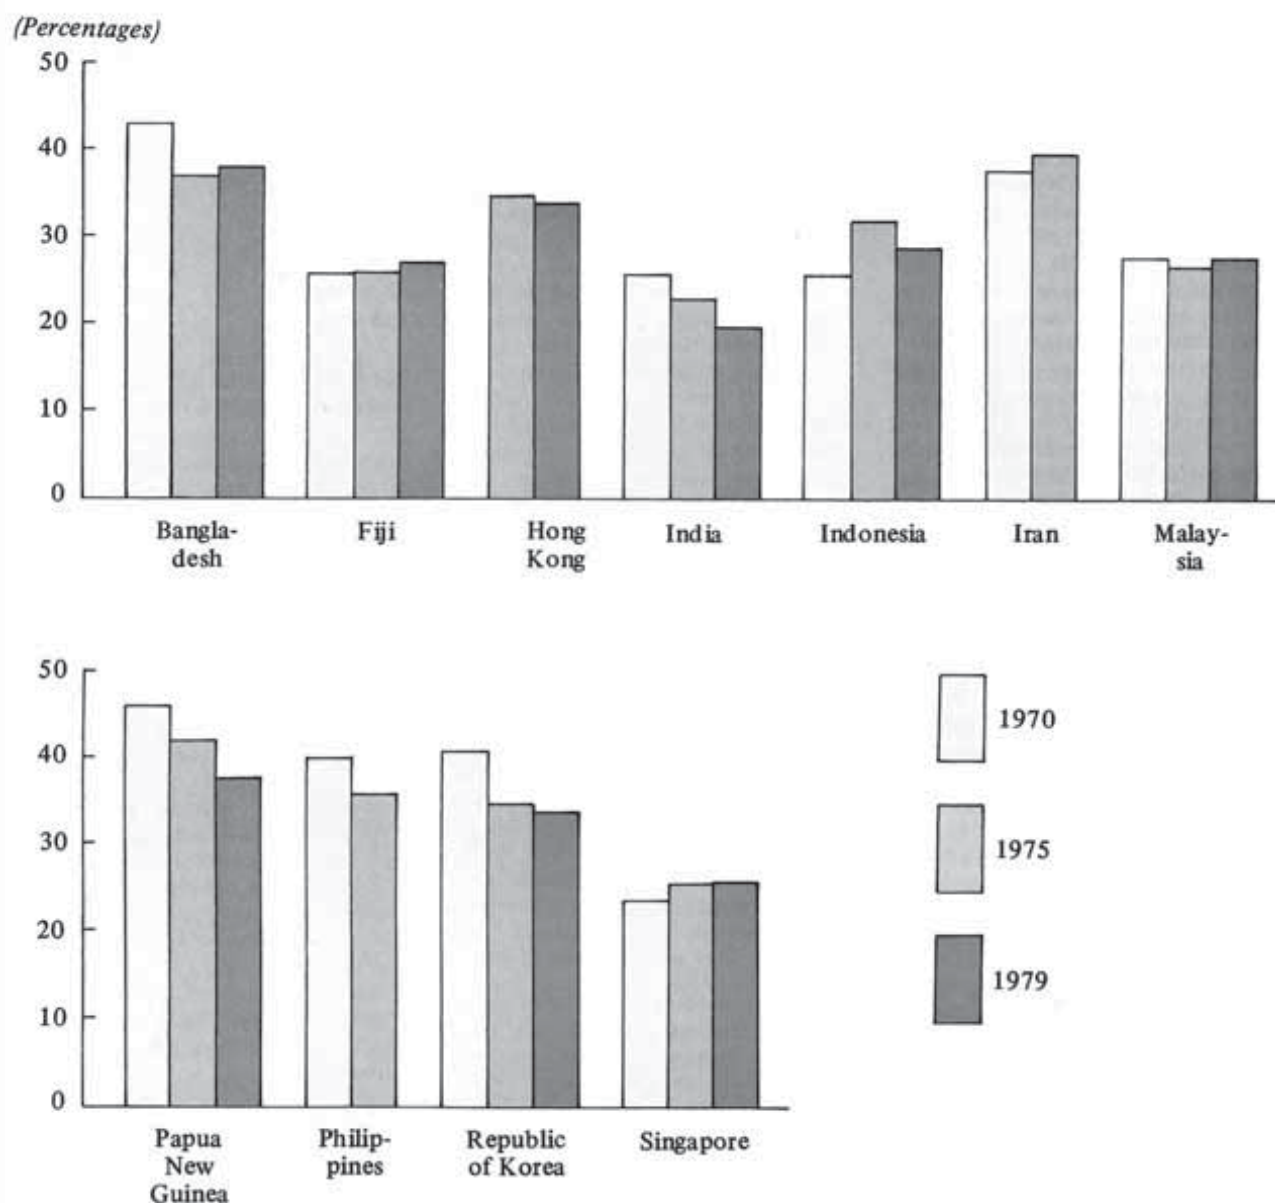 (Percentages)
50
40
30
20
10
0
Bangla-
desh
Fiji
Hong
Kong
India
Indonesia
Iran
Malay-
sia
50
40
30
20
10
0
Papua
New
Guinea
Philip-
pines
Republic
of Korea
Singapore
1970
1975
1979